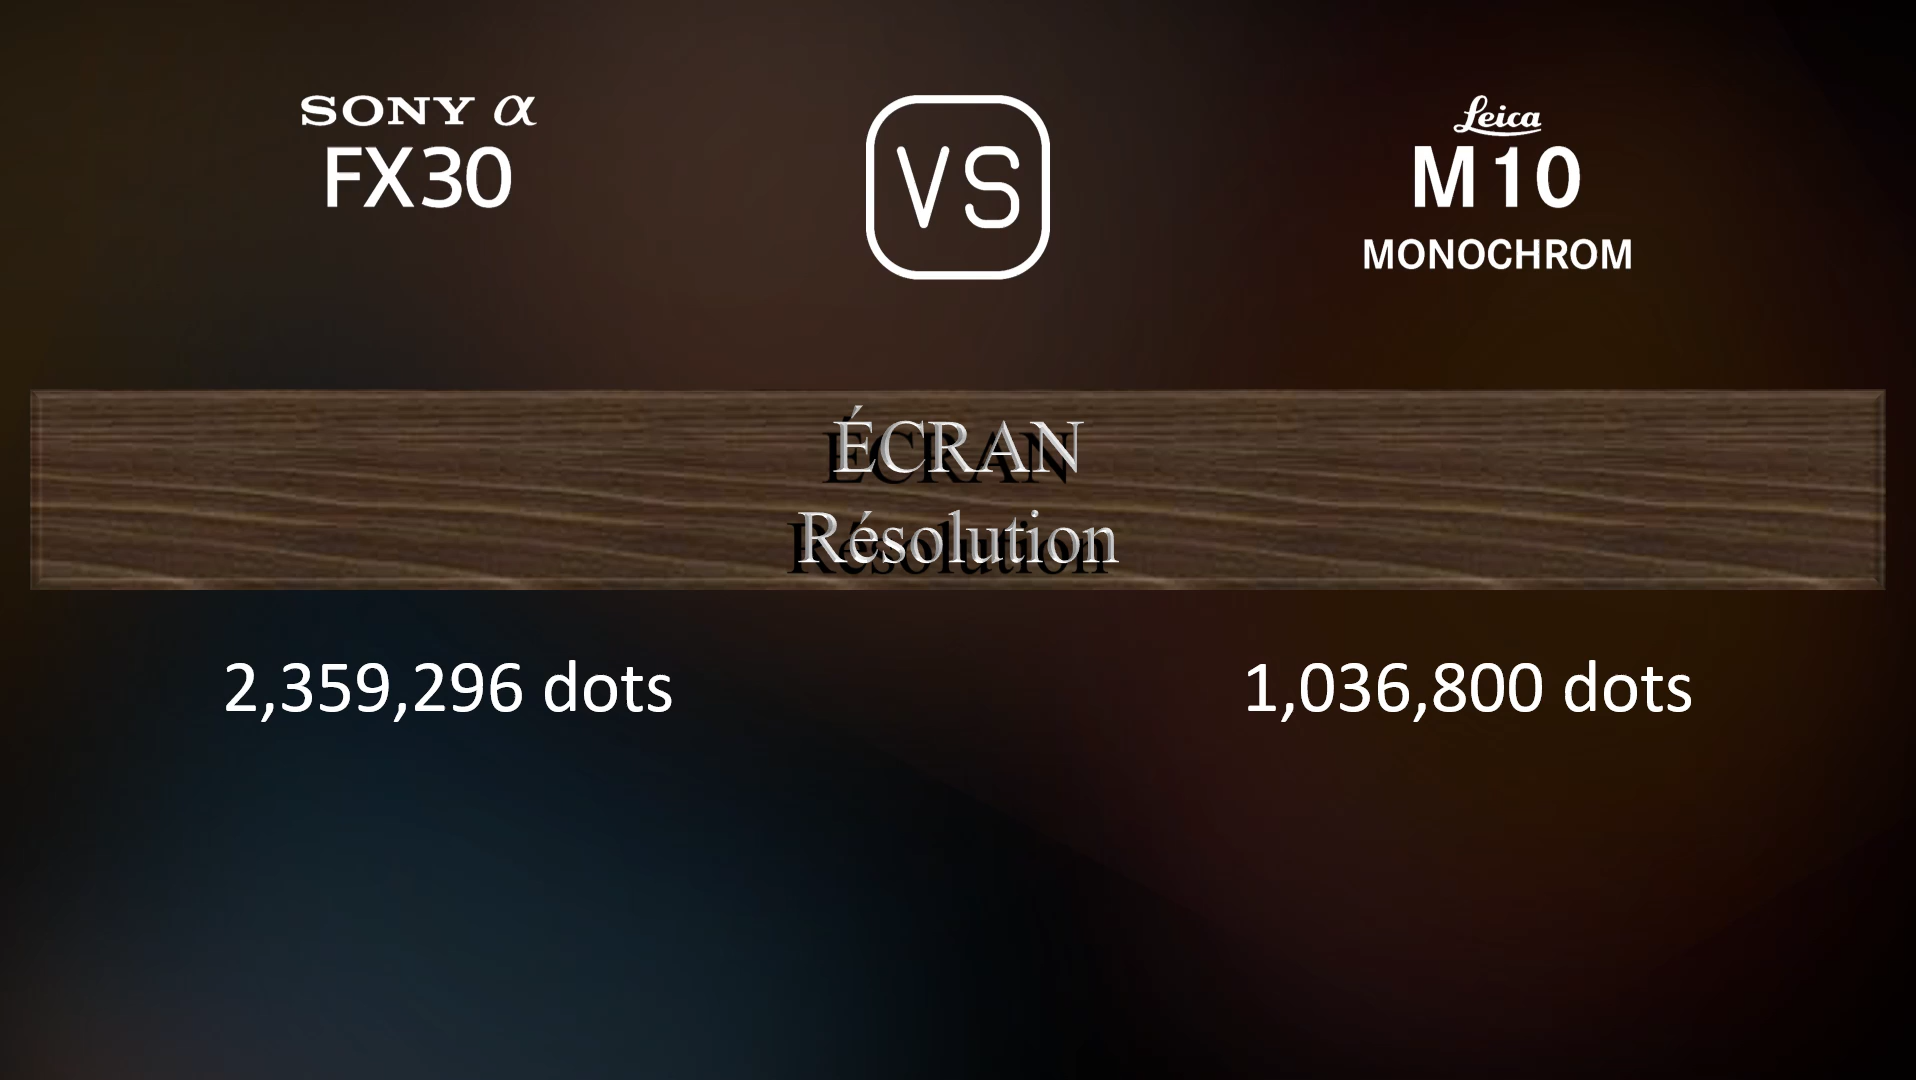 SONY α
FX30
VS
Leica
M10
MONOCHROM
ÉCRAN
Résolution
2,359,296 dots
1,036,800 dots